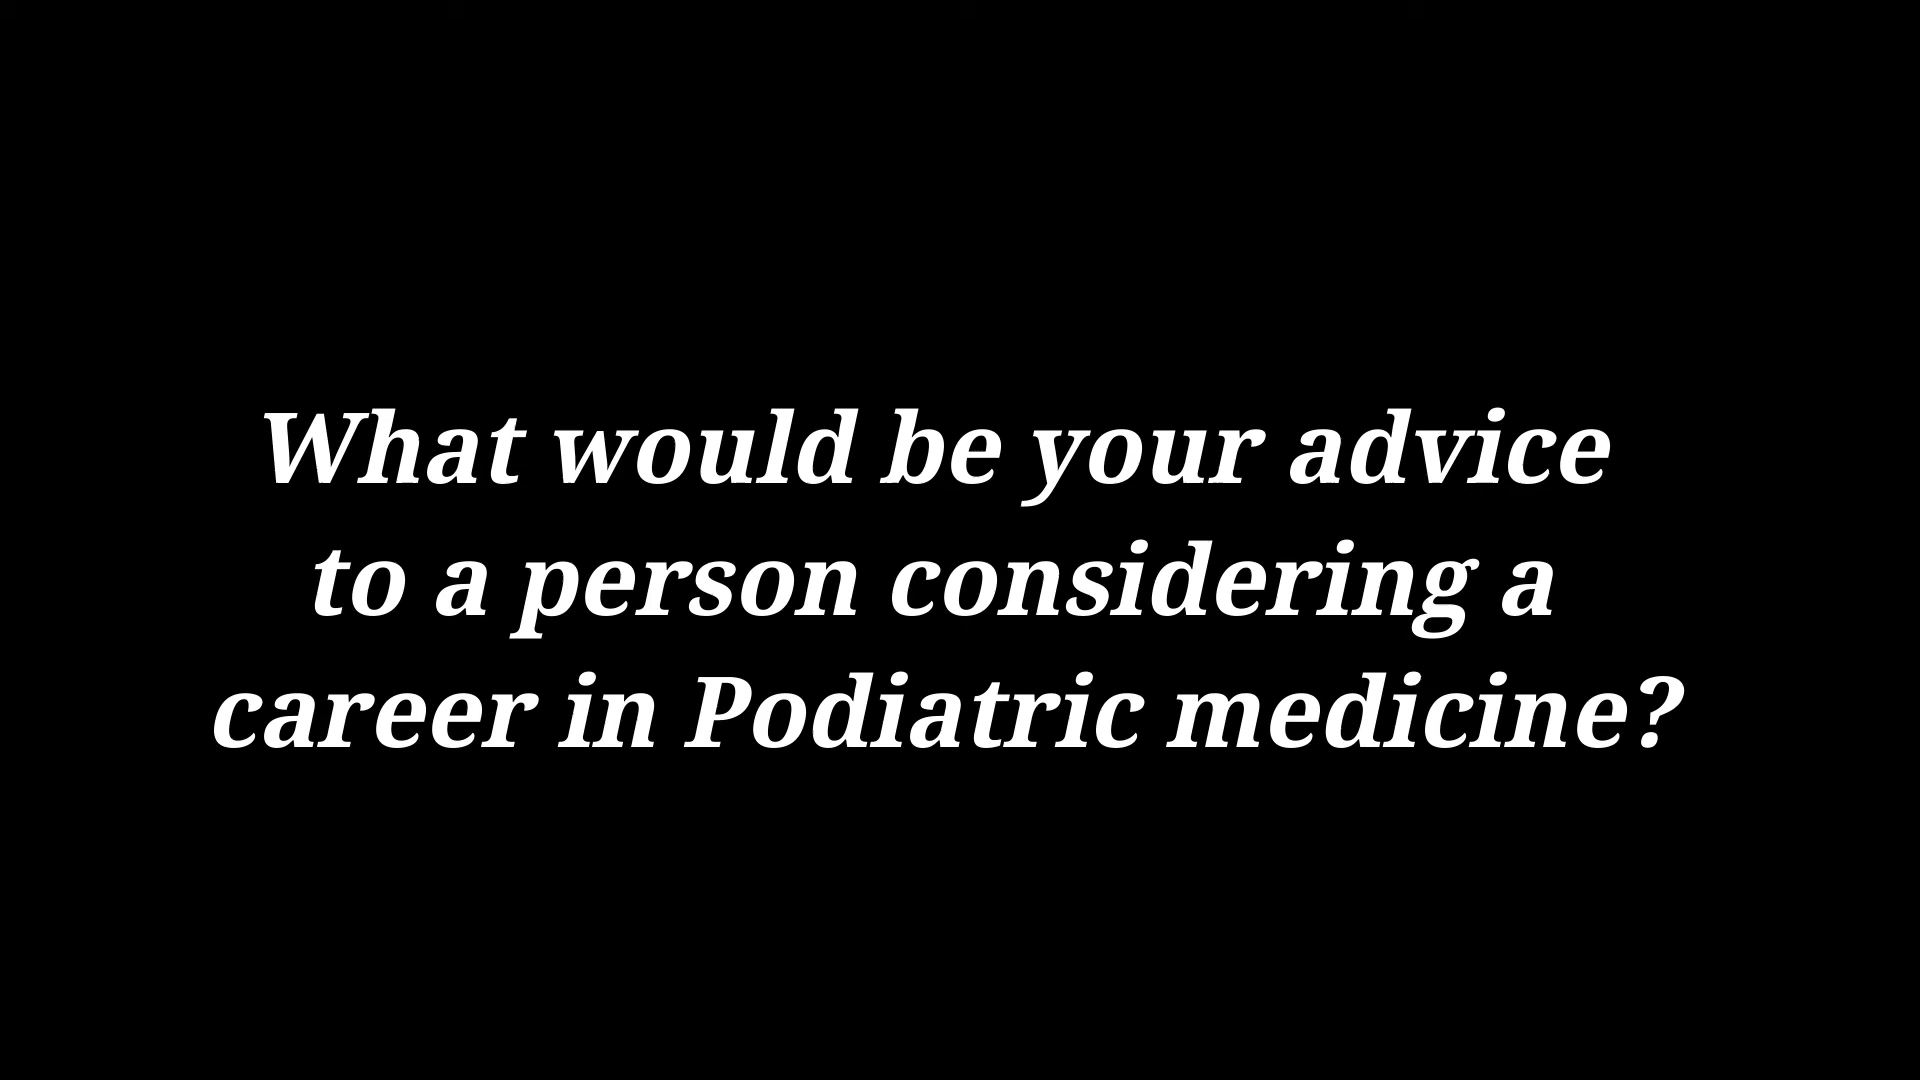 What would be your advice
to a person considering a
career in Podiatric medicine?